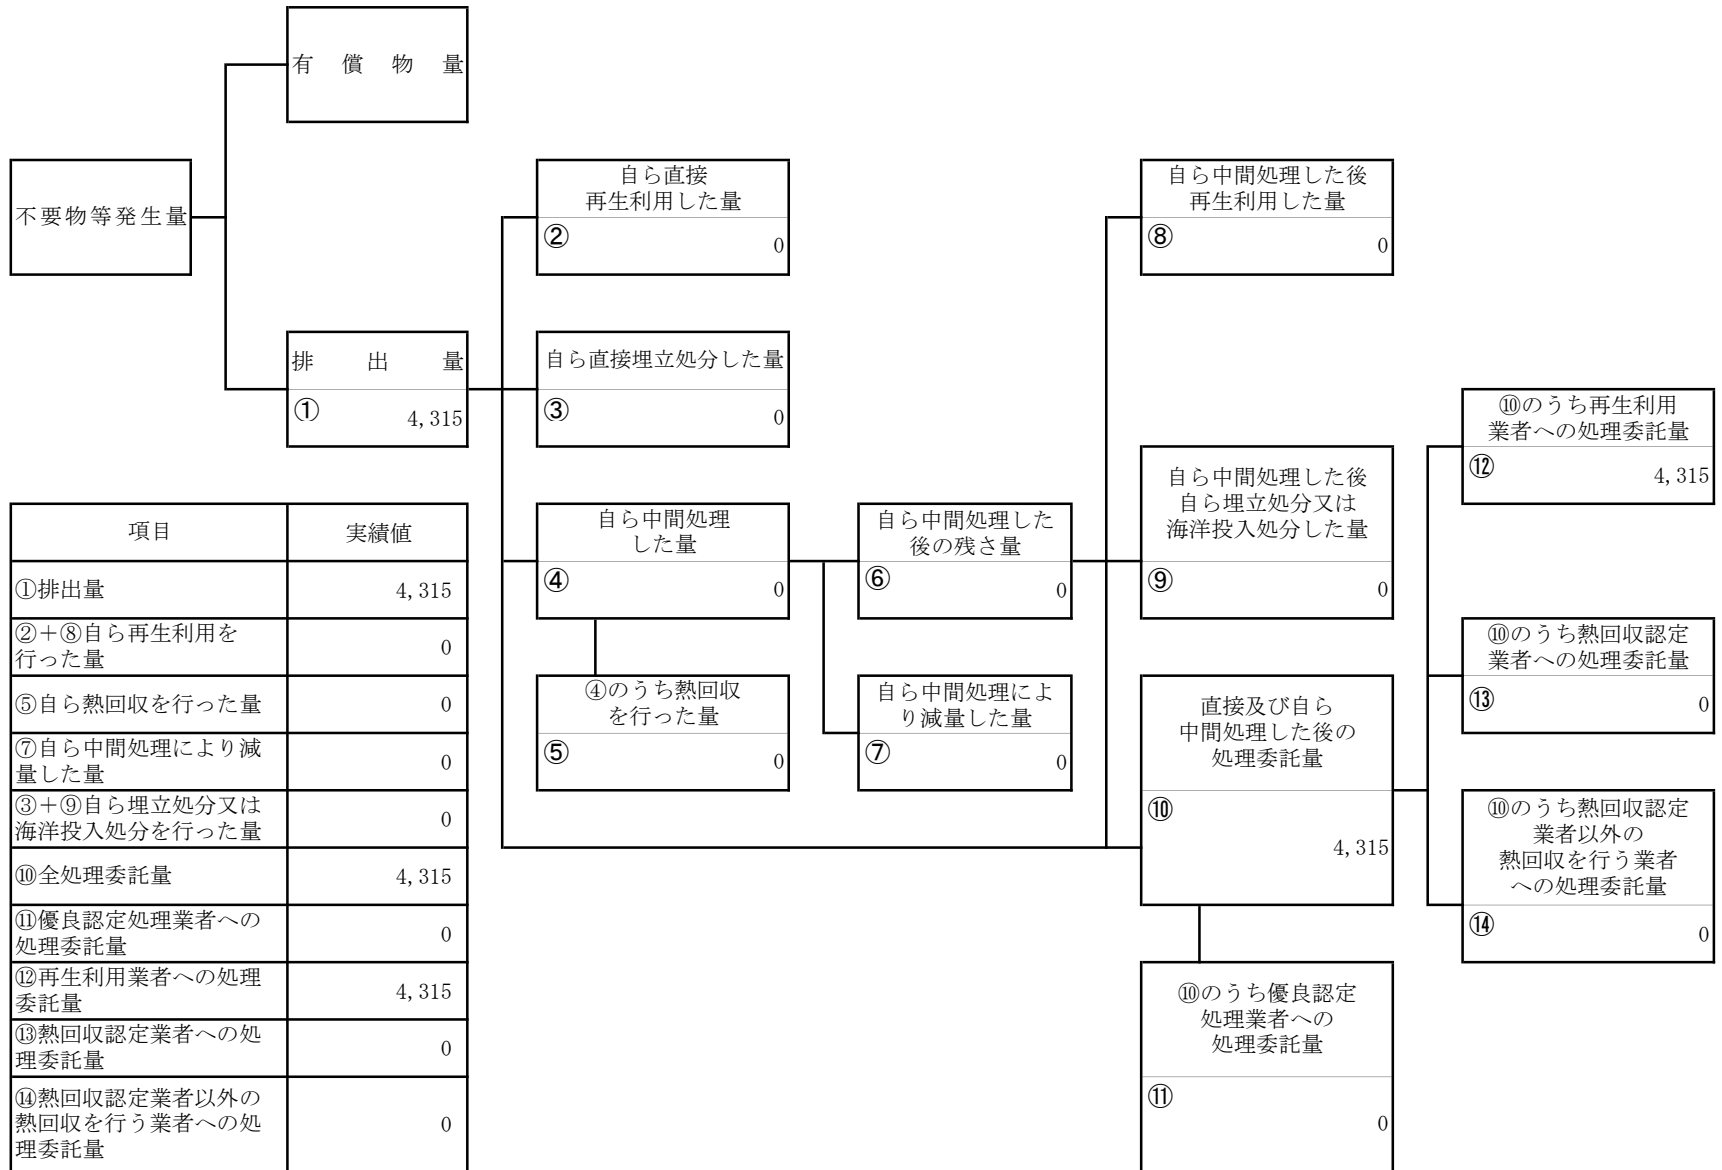 有償物量
不要物等発生量
自ら直接
再生利用した量
②
0
自ら中間処理した後
再生利用した量
⑧
0
排出量
①
4,315
自ら直接埋立処分した量
③
0
⑩のうち再生利用
業者への処理委託量
⑫
4,315
自ら中間処理した後
自ら埋立処分又は
海洋投入処分した量
⑨
0
自ら中間処理
した量
④
0
自ら中間処理した
後の残さ量
⑥
0
⑩のうち熱回収認定
業者への処理委託量
⑬
0
④のうち熱回収
を行った量
⑤
0
自ら中間処理によ
り減量した量
⑦
0
直接及び自ら
中間処理した後の
処理委託量
⑩
4,315
⑩のうち熱回収認定
業者以外の
熱回収を行う業者
への処理委託量
⑭
0
⑩のうち優良認定
処理業者への
処理委託量
⑪
0
項目 実績値
①排出量 4,315
②+⑧自ら再生利用を
行った量 0
⑤自ら熱回収を行った量 0
⑦自ら中間処理により減
量した量 0
③+⑨自ら埋立処分又は
海洋投入処分を行った量 0
⑩全処理委託量 4,315
⑪優良認定処理業者への
処理委託量 0
⑫再生利用業者への処理
委託量 4,315
⑬熱回収認定業者への処
理委託量 0
⑭熱回収認定業者以外の
熱回収を行う業者への処
理委託量 0